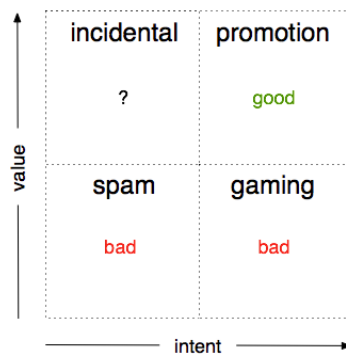 incidental promotion
? good
value
spam gaming
bad bad
intent